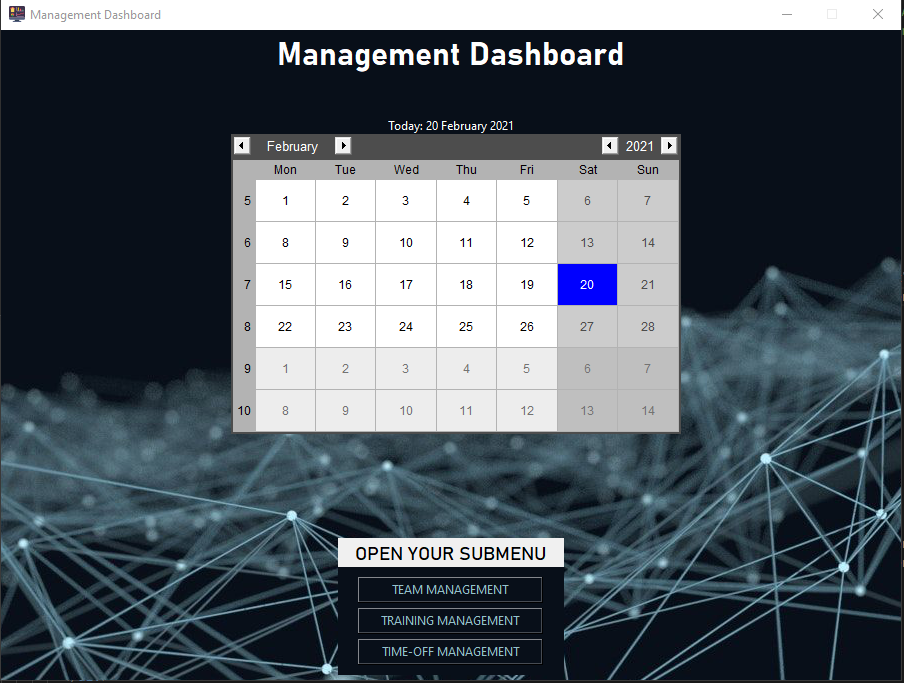 Management Dashboard
Management Dashboard
Today: 20 February 2021
February 2021
Mon Tue Wed Thu Fri Sat Sun
5 1 2 3 4 5 6 7
6 8 9 10 11 12 13 14
7 15 16 17 18 19 20 21
8 22 23 24 25 26 27 28
9 1 2 3 4 5 6 7
10 8 9 10 11 12 13 14
OPEN YOUR SUBMENU
TEAM MANAGEMENT
TRAINING MANAGEMENT
TIME-OFF MANAGEMENT